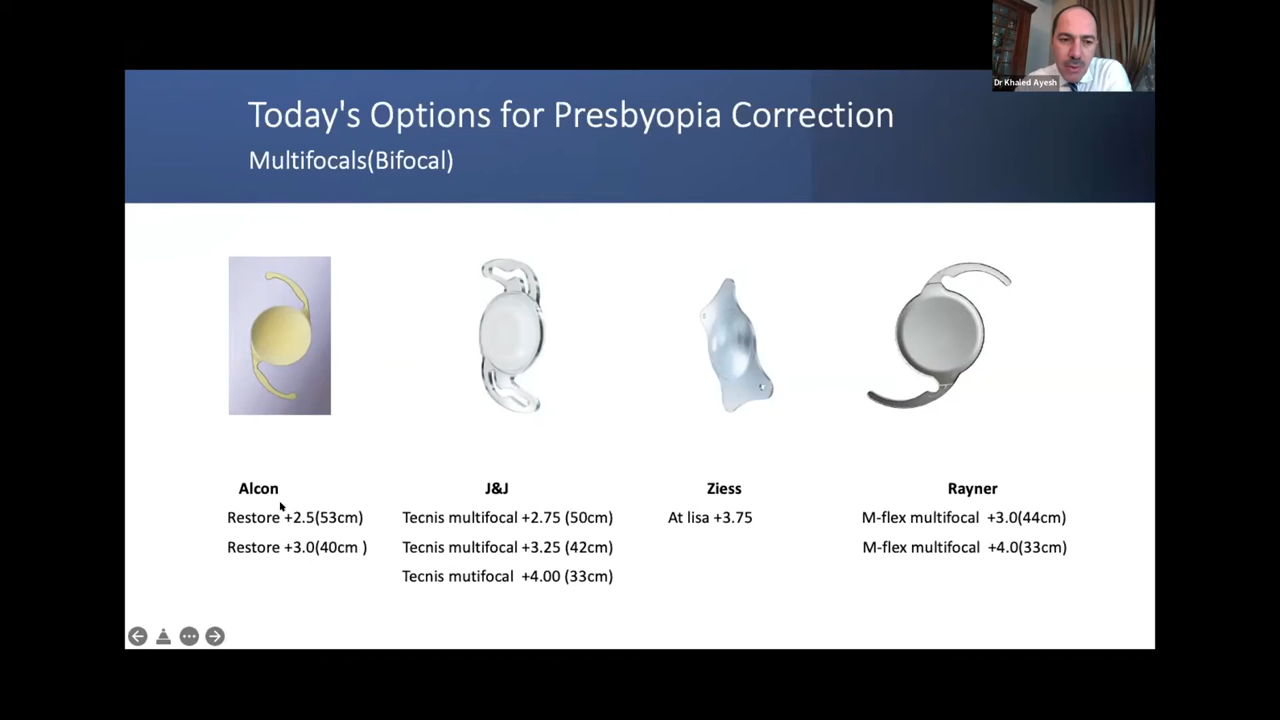 Dr Khaled Ayesh
Today's Options for Presbyopia Correction
Multifocals(Bifocal)
Alcon
Restore +2.5(53cm)
Restore +3.0(40cm )
J&J
Tecnis multifocal +2.75 (50cm)
Tecnis multifocal +3.25 (42cm)
Tecnis mutifocal +4.00 (33cm)
Ziess
At lisa +3.75
Rayner
M-flex multifocal +3.0(44cm)
M-flex multifocal +4.0(33cm)